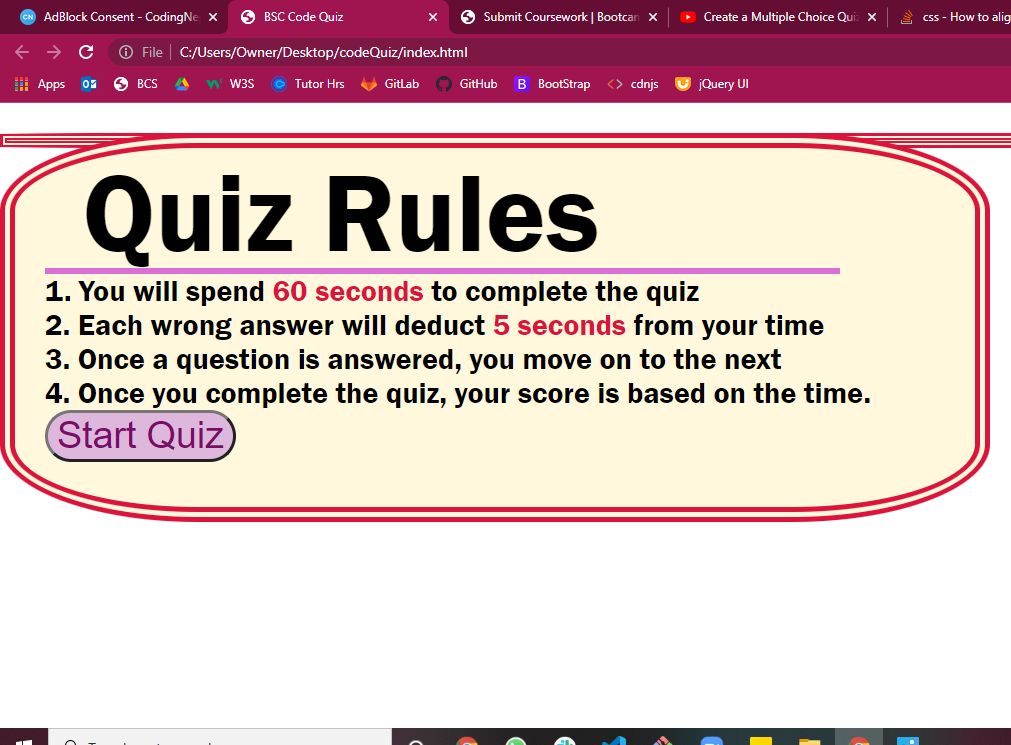 AdBlock Consent - CodingNe
BSC Code Quiz
Submit Coursework | Bootcam
Create a Multiple Choice Quiz
css - How to alig
File
C:/Users/Owner/Desktop/codeQuiz/index.html
Apps
BCS
W3S
Tutor Hrs
GitLab
GitHub
BootStrap
cdnjs
jQuery UI
Quiz Rules
1. You will spend 60 seconds to complete the quiz
2. Each wrong answer will deduct 5 seconds from your time
3. Once a question is answered, you move on to the next
4. Once you complete the quiz, your score is based on the time.
Start Quiz